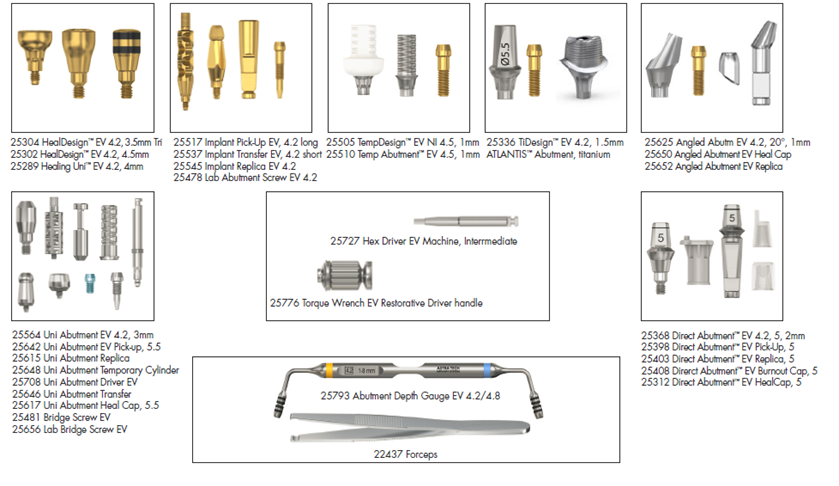 25304 HealDesign™ EV 4.2, 3.5mm Tri
25302 HealDesign™ EV 4.2, 4.5mm
25289 Healing Uni™ EV 4.2, 4mm
25517 Implant Pick-Up EV, 4.2 long
25537 Implant Transfer EV, 4.2 short
25545 Implant Replica EV 4.2
25478 Lab Abutment Screw EV 4.2
25505 TempDesign™ EV NI 4.5, 1mm
25510 Temp Abutment™ EV 4.5, 1mm
Ø5.5
25336 TiDesign™ EV 4.2, 1.5mm
ATLANTIS™ Abutment, titanium
25625 Angled Abutm EV 4.2, 20°, 1mm
25650 Angled Abutment EV Heal Cap
25652 Angled Abutment EV Replica
25564 Uni Abutment EV 4.2, 3mm
25642 Uni Abutment EV Pick-up, 5.5
25615 Uni Abutment Replica
25648 Uni Abutment Temporary Cylinder
25708 Uni Abutment Driver EV
25646 Uni Abutment Transfer
25617 Uni Abutment Heal Cap, 5.5
25481 Bridge Screw EV
25656 Lab Bridge Screw EV
25727 Hex Driver EV Machine, Interrmediate
25776 Torque Wrench EV Restorative Driver handle
5
5
25368 Direct Abutment™ EV 4.2, 5, 2mm
25398 Direct Abutment™ EV Pick-Up, 5
25403 Direct Abutment™ EV Replica, 5
25408 Direrct Abutment™ EV Burnout Cap, 5
25312 Direct Abutment™ EV HealCap, 5
4.2 14 mm ASTRA TECH
25793 Abutment Depth Gauge EV 4.2/4.8
22437 Forceps